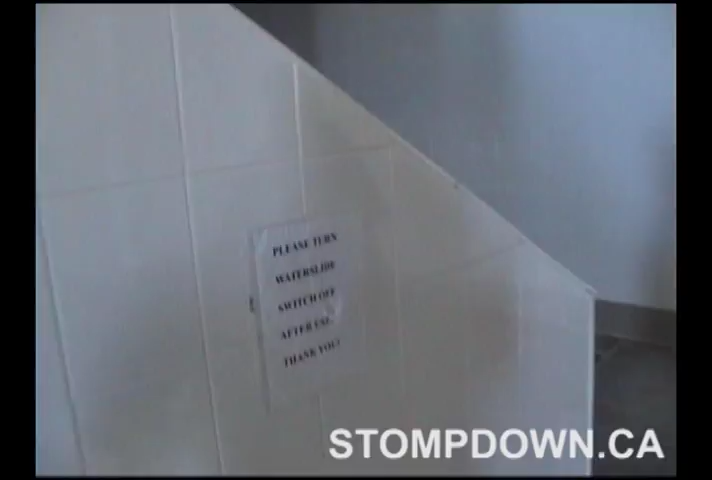 PLEASE TURN
WATERSLIDE
SWITCH OFF
AFTER USE.
THANK YOU!
STOMPDOWN.CA